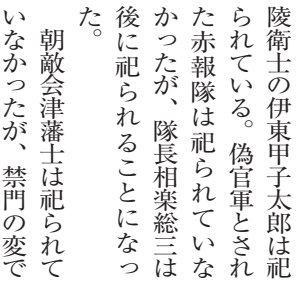 陵衛士の伊東甲子太郎は祀
られている。偽官軍とされ
た赤報隊は祀られていな
かったが、隊長相楽総三は
後に祀られることになっ
た。
　朝敵会津藩士は祀られて
いなかったが、禁門の変で